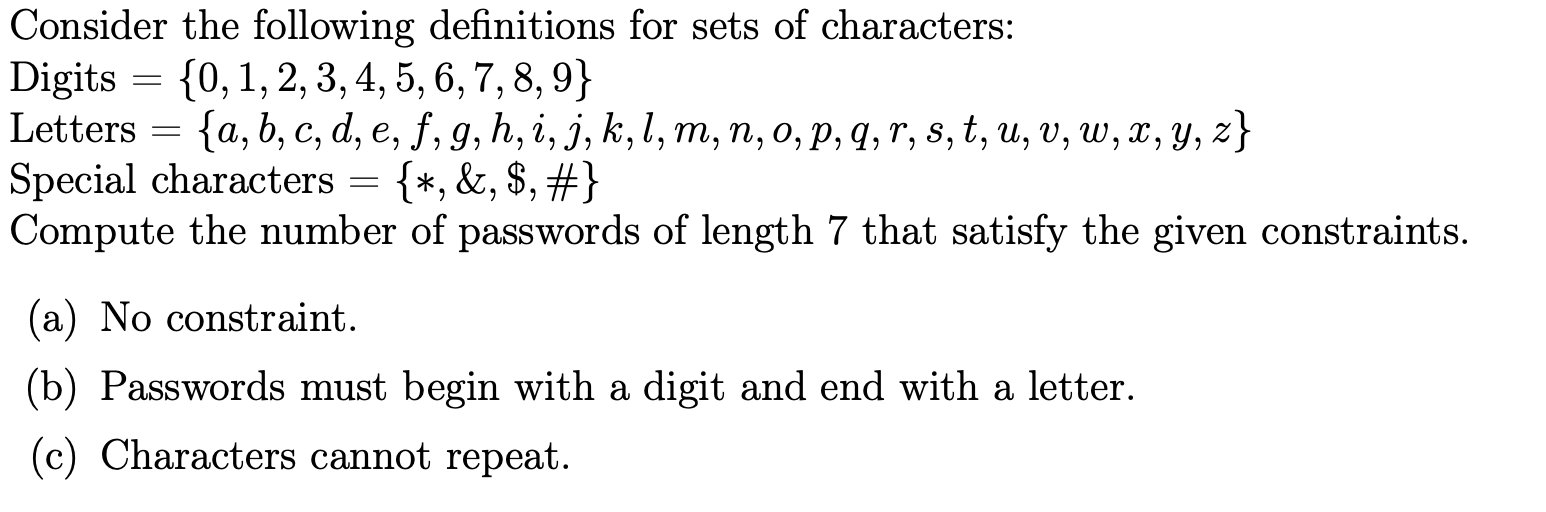 Consider the following definitions for sets of characters:
Digits = {0, 1, 2, 3, 4, 5, 6, 7, 8, 9}
Letters = {a, b, c, d, e, f, g, h, i, j, k, l, m, n, o, p, q, r, s, t, u, v, w, x, y, z}
Special characters = {*, &, $, #}
Compute the number of passwords of length 7 that satisfy the given constraints.
(a) No constraint.
(b) Passwords must begin with a digit and end with a letter.
(c) Characters cannot repeat.